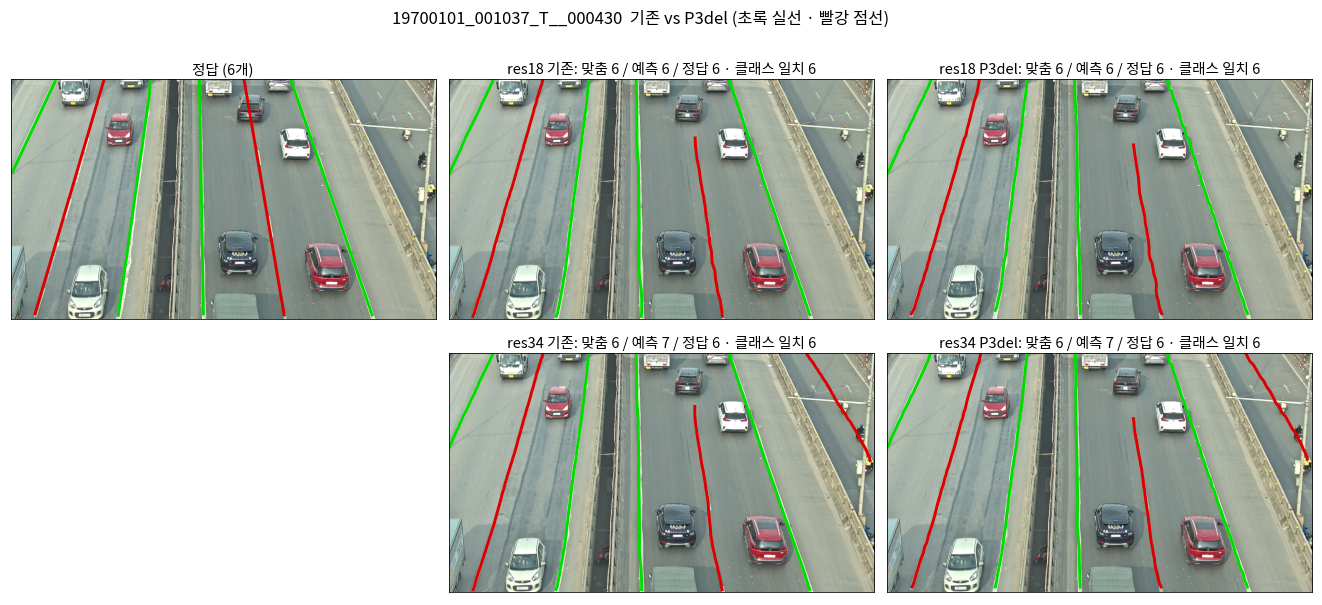 19700101_001037_T__000430 기존 vs P3del (초록 실선 · 빨강 점선)
정답 (6개)
res18 기존: 맞춤 6 / 예측 6 / 정답 6 · 클래스 일치 6
res18 P3del: 맞춤 6 / 예측 6 / 정답 6 · 클래스 일치 6
res34 기존: 맞춤 6 / 예측 7 / 정답 6 · 클래스 일치 6
res34 P3del: 맞춤 6 / 예측 7 / 정답 6 · 클래스 일치 6